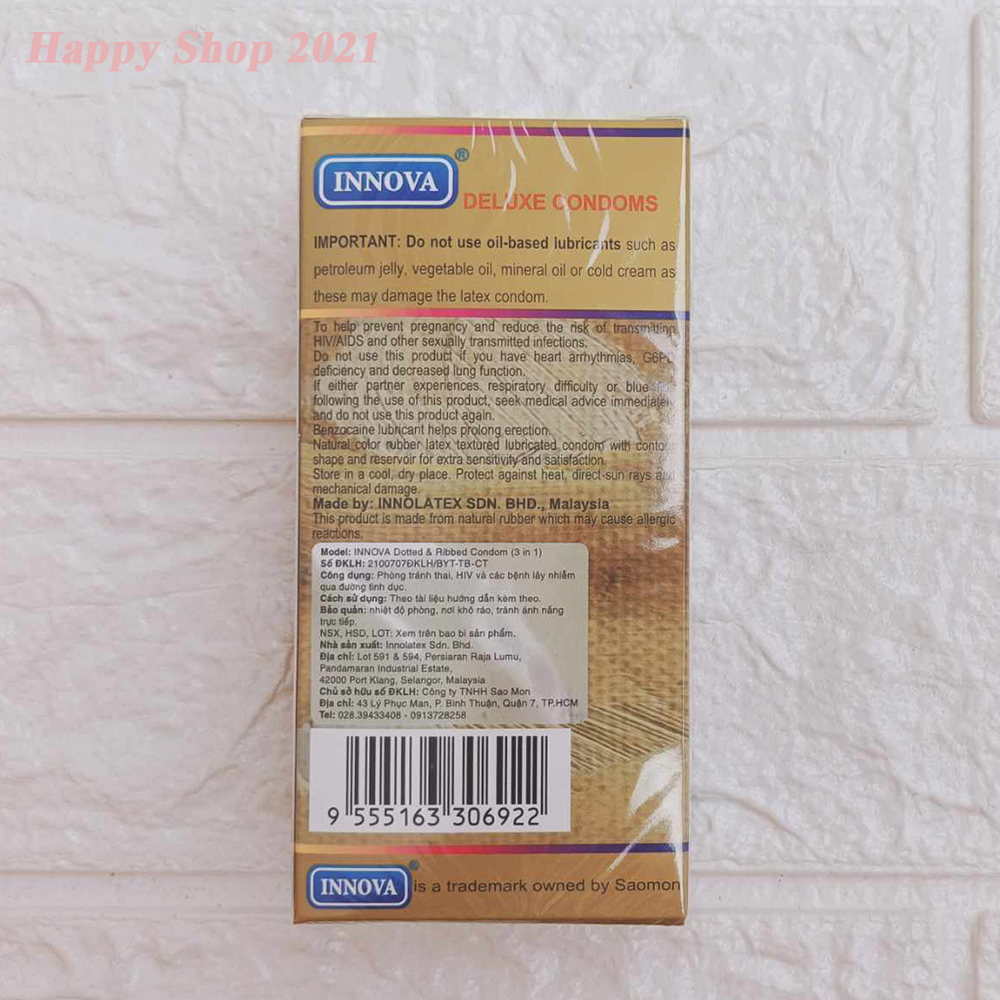 Happy Shop 2021
INNOVA ®
DELUXE CONDOMS
IMPORTANT: Do not use oil-based lubricants such as
petroleum jelly, vegetable oil, mineral oil or cold cream as
these may damage the latex condom.
To help prevent pregnancy and reduce the risk of transmitting
HIV/AIDS and other sexually transmitted infections.
Do not use this product if you have heart arrhythmias, G6PD
deficiency and decreased lung function.
If either partner experiences respiratory difficulty or blue
following the use of this product, seek medical advice immediately
and do not use this product again.
Benzocaine lubricant helps prolong erection.
Natural color rubber latex textured lubricated condom with contour
shape and reservoir for extra sensitivity and satisfaction.
Store in a cool, dry place. Protect against heat, direct sun rays and
mechanical damage.
Made by: INNOLATEX SDN. BHD., Malaysia
This product is made from natural rubber which may cause allergic
reactions.
Model: INNOVA Dotted & Ribbed Condom (3 in 1)
Số ĐKLH: 2100707ĐKLH/BYT-TB-CT
Công dụng: Phòng tránh thai, HIV và các bệnh lây nhiễm
qua đường tình dục.
Cách sử dụng: Theo tài liệu hướng dẫn kèm theo.
Bảo quản: nhiệt độ phòng, nơi khô ráo, tránh ánh nắng
trực tiếp.
NSX, HSD, LOT: Xem trên bao bì sản phẩm.
Nhà sản xuất: Innolatex Sdn. Bhd.
Địa chỉ: Lot 591 & 594, Persiaran Raja Lumu,
Pandamaran Industrial Estate,
42000 Port Klang, Selangor, Malaysia
Chủ sở hữu số ĐKLH: Công ty TNHH Sao Mon
Địa chỉ: 43 Lý Phục Man, P. Bình Thuận, Quận 7, TP.HCM
Tel: 028.39433408 - 0913728258
9 555163 306922
INNOVA ® is a trademark owned by Saomon